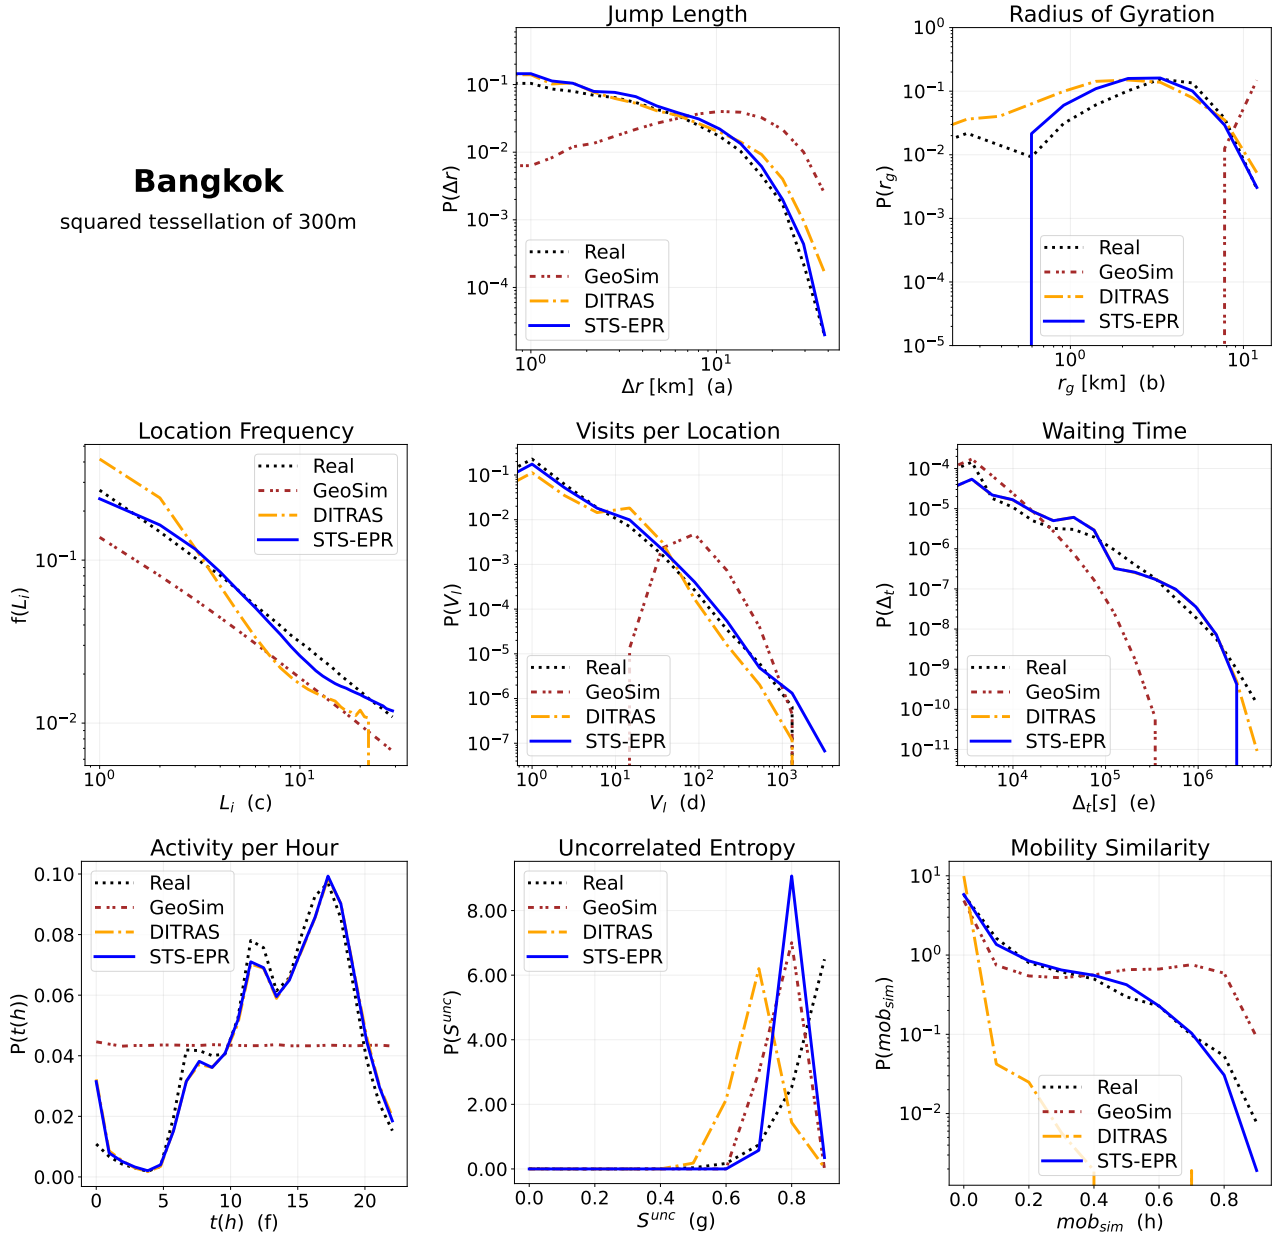 Bangkok
squared tessellation of 300m
Jump Length
P(Δr)
10⁻¹
10⁻²
10⁻³
10⁻⁴
10⁰
10¹
Real
GeoSim
DITRAS
STS-EPR
Δr [km] (a)
Radius of Gyration
P(r_g)
10⁰
10⁻¹
10⁻²
10⁻³
10⁻⁴
10⁻⁵
10⁰
10¹
Real
GeoSim
DITRAS
STS-EPR
r_g [km] (b)
Location Frequency
f(L_i)
10⁻¹
10⁻²
10⁰
10¹
Real
GeoSim
DITRAS
STS-EPR
L_i (c)
Visits per Location
P(V_l)
10⁻¹
10⁻²
10⁻³
10⁻⁴
10⁻⁵
10⁻⁶
10⁻⁷
10⁰
10¹
10²
10³
Real
GeoSim
DITRAS
STS-EPR
V_l (d)
Waiting Time
P(Δ_t)
10⁻⁴
10⁻⁵
10⁻⁶
10⁻⁷
10⁻⁸
10⁻⁹
10⁻¹⁰
10⁻¹¹
10⁴
10⁵
10⁶
Real
GeoSim
DITRAS
STS-EPR
Δ_t[s] (e)
Activity per Hour
P(t(h))
0.10
0.08
0.06
0.04
0.02
0.00
0
5
10
15
20
Real
GeoSim
DITRAS
STS-EPR
t(h) (f)
Uncorrelated Entropy
P(S^unc)
8.00
6.00
4.00
2.00
0.00
0.0
0.2
0.4
0.6
0.8
Real
GeoSim
DITRAS
STS-EPR
S^unc (g)
Mobility Similarity
P(mob_sim)
10¹
10⁰
10⁻¹
10⁻²
0.0
0.2
0.4
0.6
0.8
Real
GeoSim
DITRAS
STS-EPR
mob_sim (h)